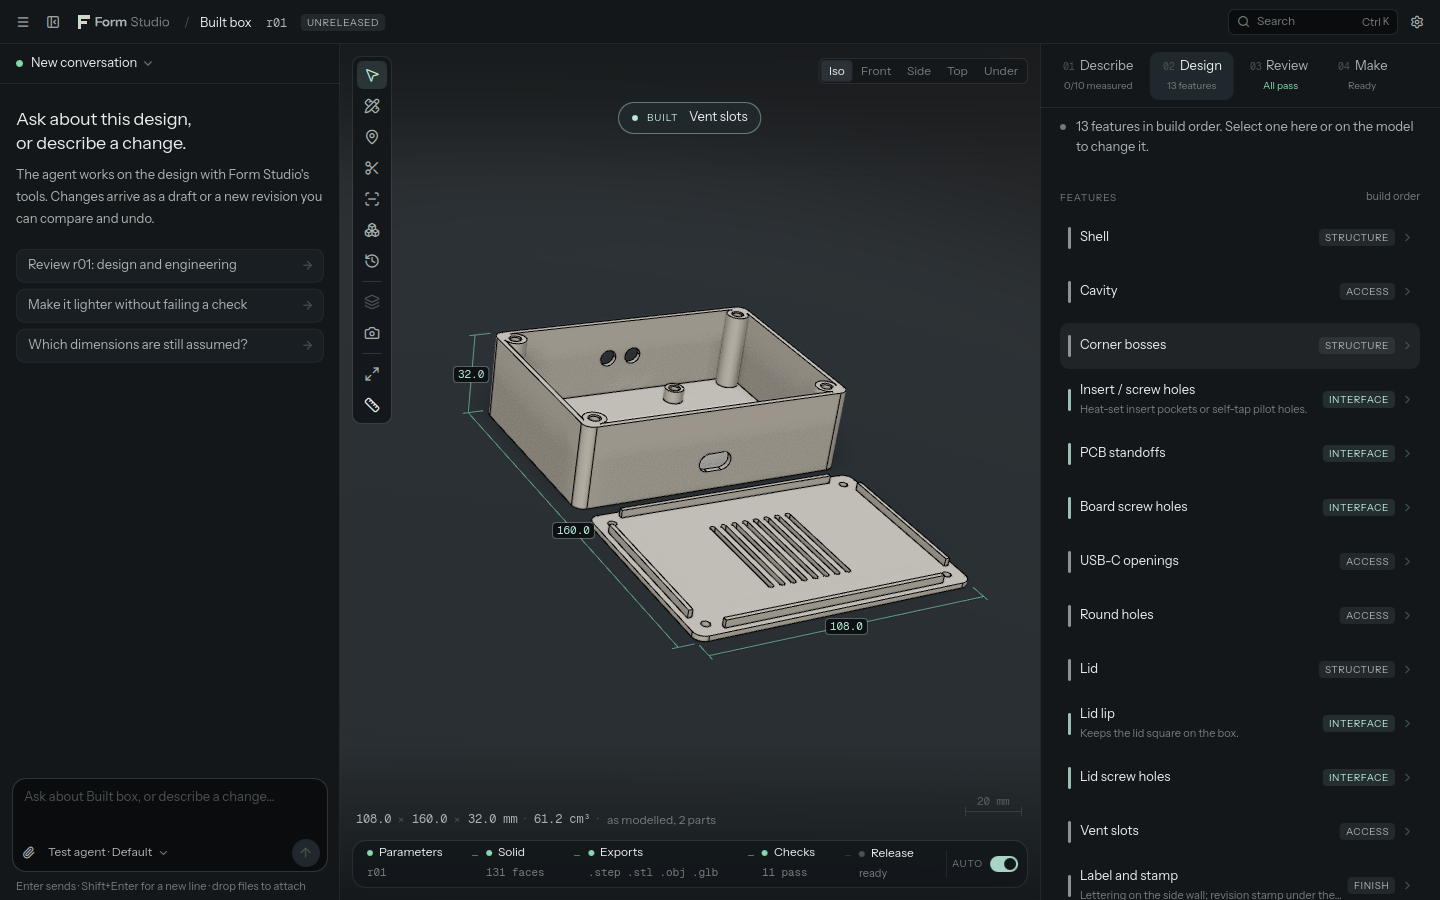 Form Studio / Built box r01 UNRELEASED
Search Ctrl K
New conversation
Ask about this design,
or describe a change.
The agent works on the design with Form Studio's
tools. Changes arrive as a draft or a new revision you
can compare and undo.
Review r01: design and engineering
Make it lighter without failing a check
Which dimensions are still assumed?
Ask about Built box, or describe a change…
Test agent · Default
Enter sends · Shift+Enter for a new line · drop files to attach
Iso Front Side Top Under
BUILT Vent slots
32.0
160.0
108.0
20 mm
108.0 × 160.0 × 32.0 mm · 61.2 cm³ · as modelled, 2 parts
Parameters
r01
Solid
131 faces
Exports
.step .stl .obj .glb
Checks
11 pass
Release
ready
AUTO
01 Describe
0/10 measured
02 Design
13 features
03 Review
All pass
04 Make
Ready
13 features in build order. Select one here or on the model
to change it.
FEATURES build order
Shell STRUCTURE
Cavity ACCESS
Corner bosses STRUCTURE
Insert / screw holes INTERFACE
Heat-set insert pockets or self-tap pilot holes.
PCB standoffs INTERFACE
Board screw holes INTERFACE
USB-C openings ACCESS
Round holes ACCESS
Lid STRUCTURE
Lid lip INTERFACE
Keeps the lid square on the box.
Lid screw holes INTERFACE
Vent slots ACCESS
Label and stamp FINISH
Lettering on the side wall; revision stamp under the…